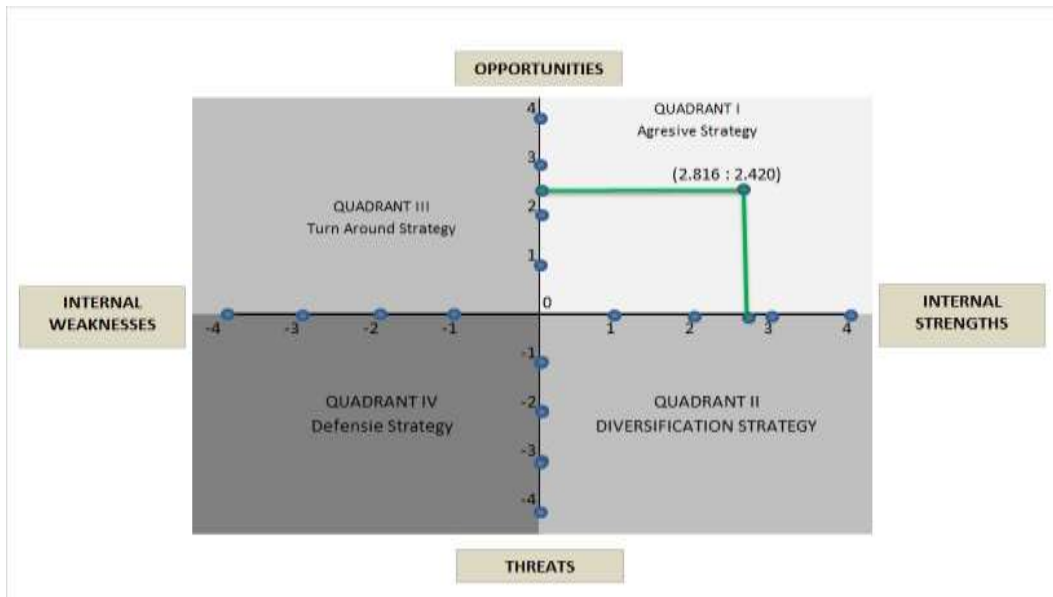 OPPORTUNITIES
4
QUADRANT I
Agresive Strategy
3
(2.816 : 2.420)
QUADRANT III
Turn Around Strategy
2
1
INTERNAL
WEAKNESSES
0
INTERNAL
STRENGTHS
-4 -3 -2 -1 1 2 3 4
-1
QUADRANT IV
Defensie Strategy
-2
QUADRANT II
DIVERSIFICATION STRATEGY
-3
-4
THREATS